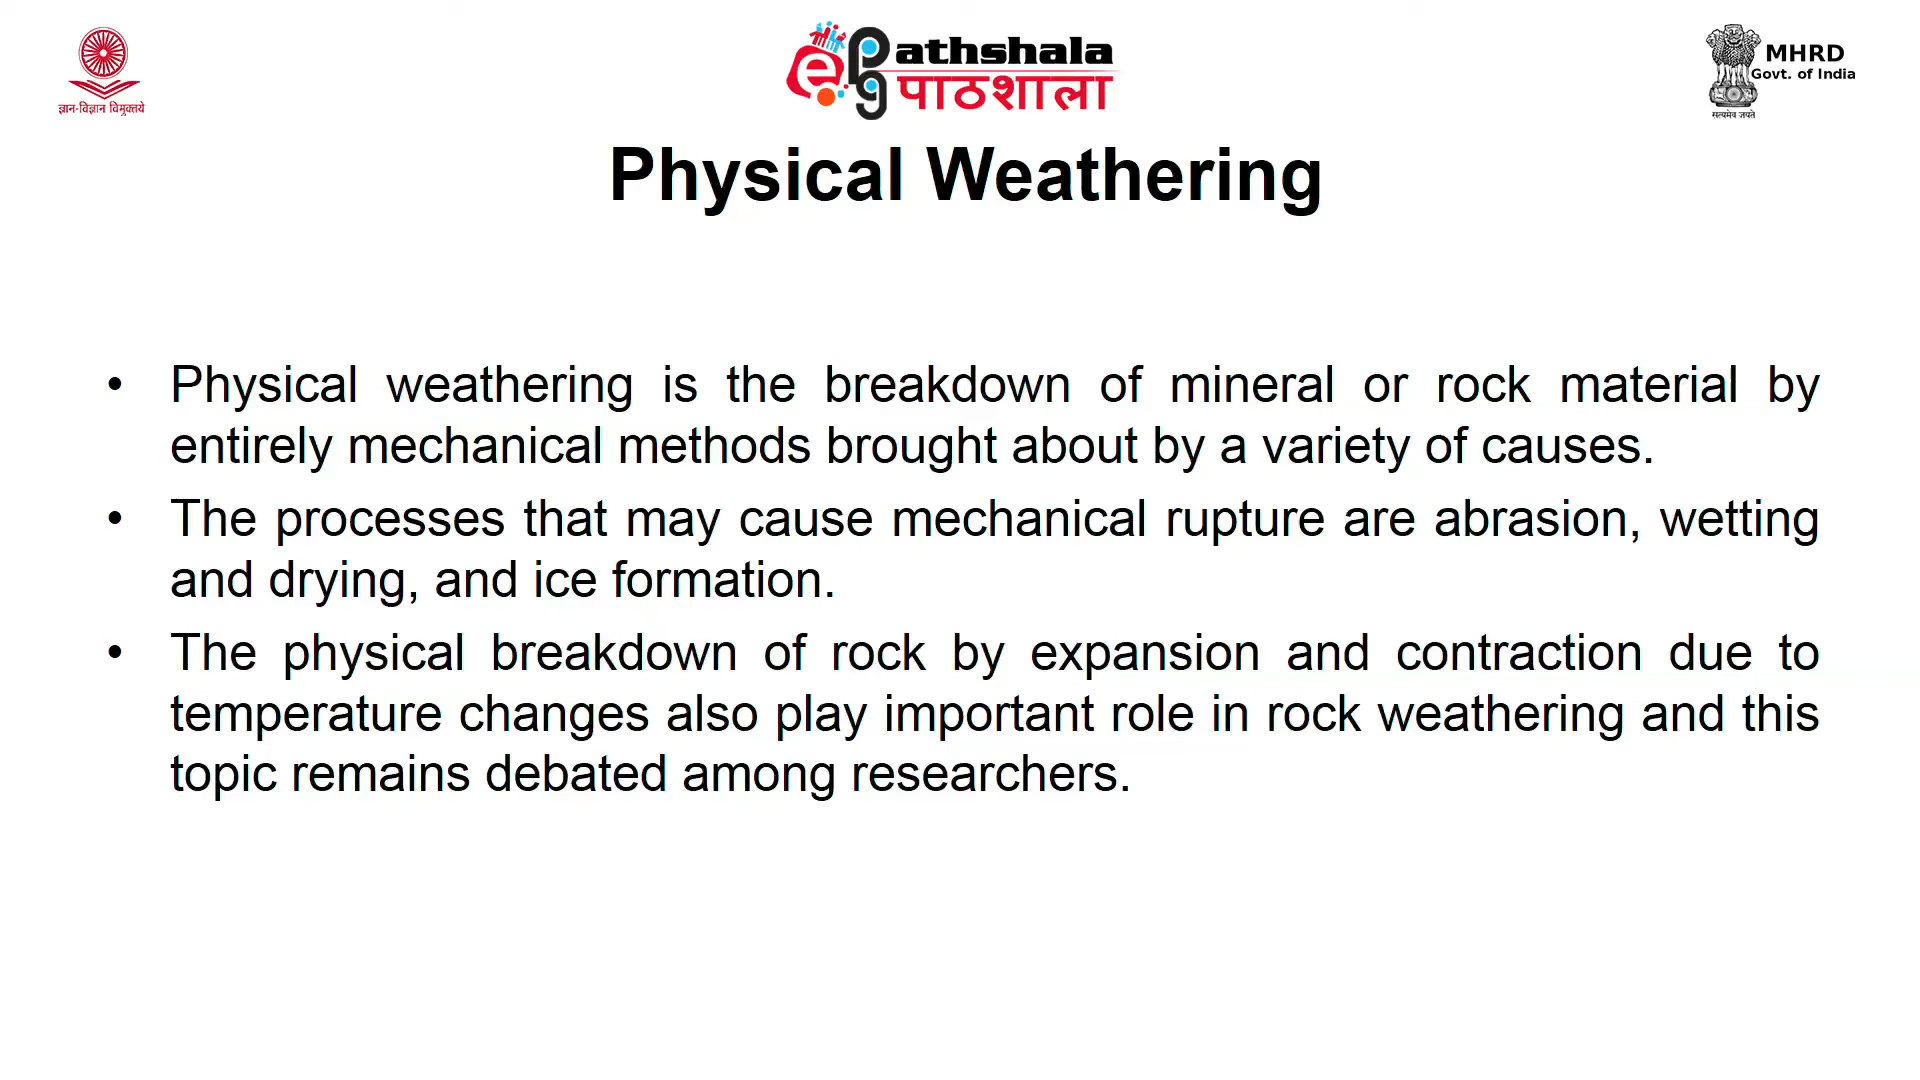 ज्ञान-विज्ञान विमुक्तये
ePG athshala
पाठशाला
MHRD
Govt. of India
सत्यमेव जयते
Physical Weathering
• Physical weathering is the breakdown of mineral or rock material by
entirely mechanical methods brought about by a variety of causes.
• The processes that may cause mechanical rupture are abrasion, wetting
and drying, and ice formation.
• The physical breakdown of rock by expansion and contraction due to
temperature changes also play important role in rock weathering and this
topic remains debated among researchers.